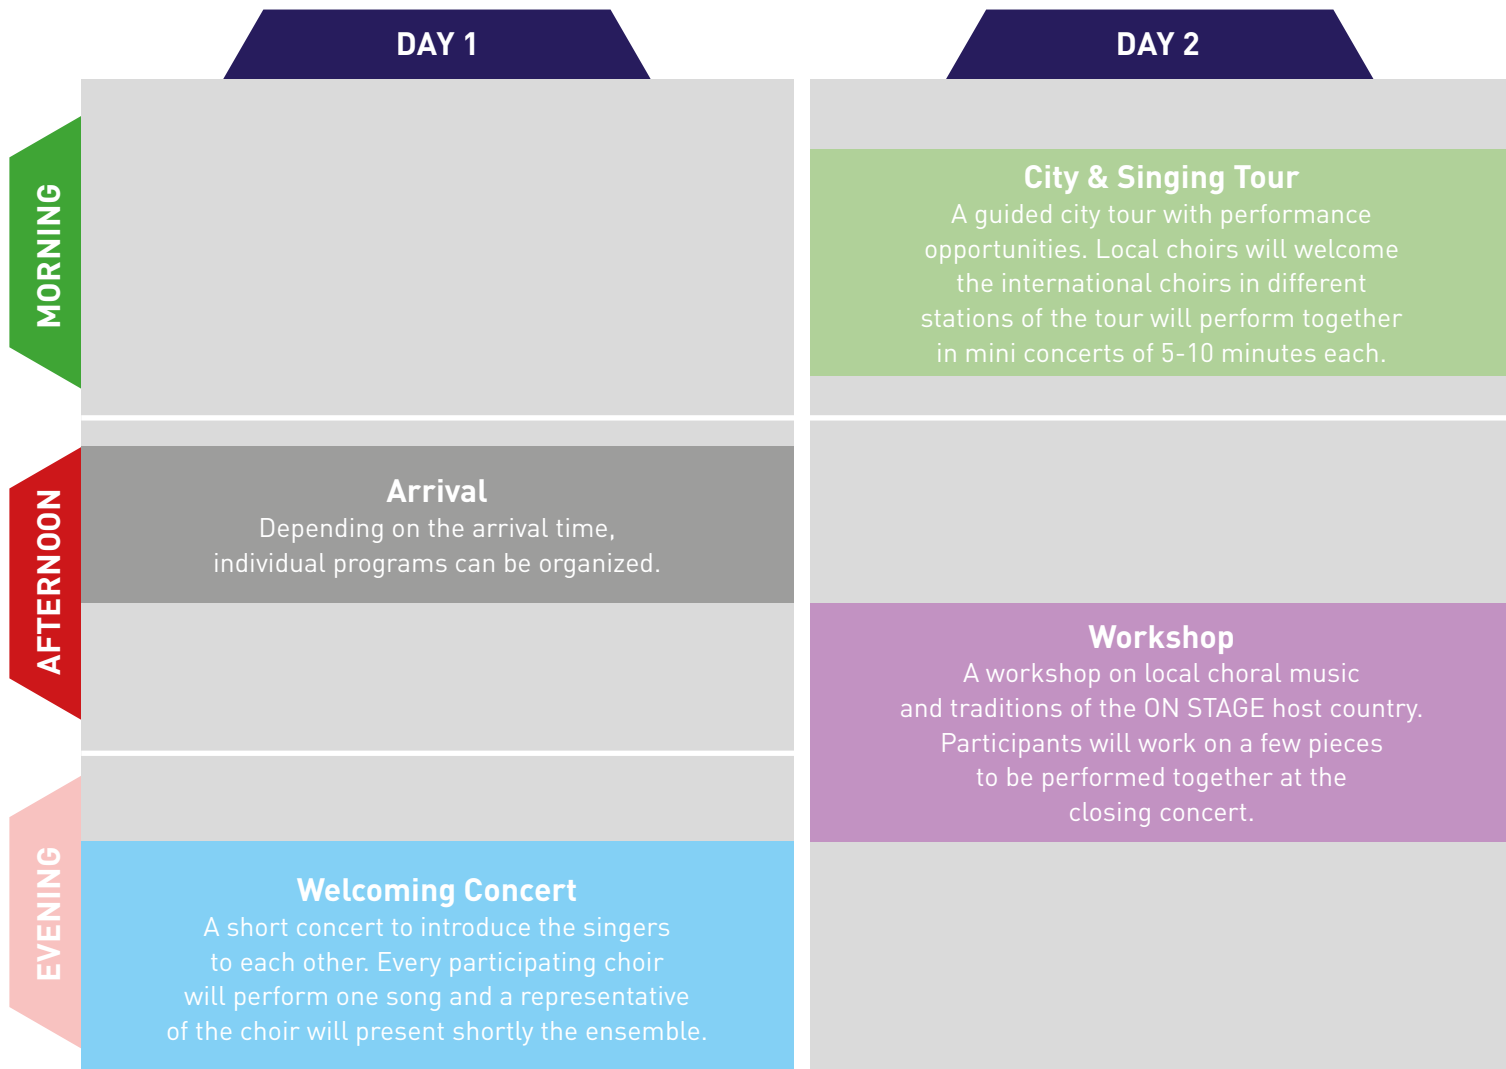 DAY 1
DAY 2
MORNING
City & Singing Tour
A guided city tour with performance
opportunities. Local choirs will welcome
the international choirs in different
stations of the tour will perform together
in mini concerts of 5-10 minutes each.
AFTERNOON
Arrival
Depending on the arrival time,
individual programs can be organized.
Workshop
A workshop on local choral music
and traditions of the ON STAGE host country.
Participants will work on a few pieces
to be performed together at the
closing concert.
EVENING
Welcoming Concert
A short concert to introduce the singers
to each other. Every participating choir
will perform one song and a representative
of the choir will present shortly the ensemble.